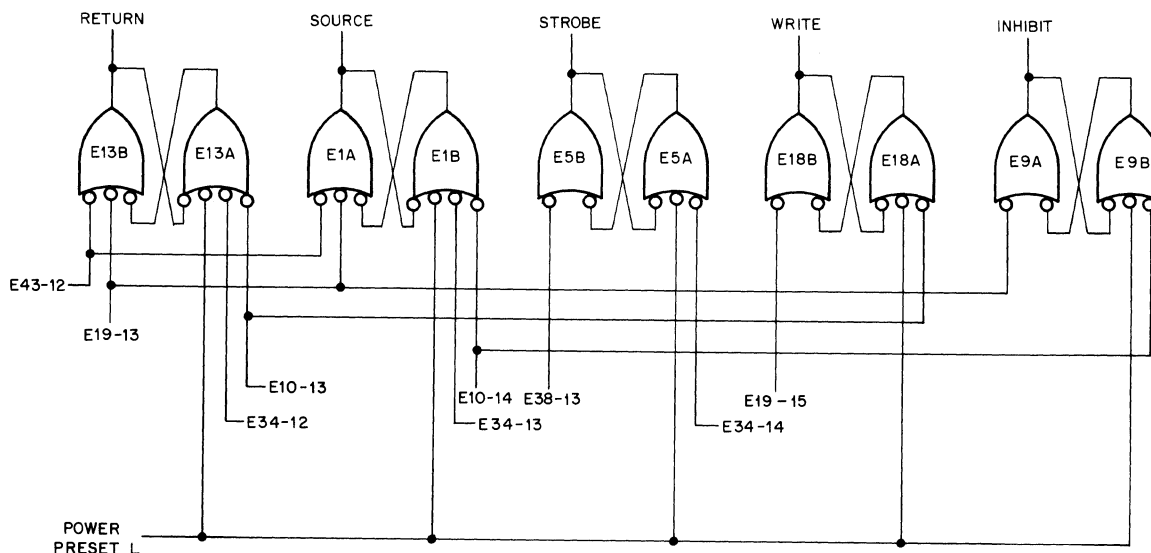 RETURN
SOURCE
STROBE
WRITE
INHIBIT
E13B
E13A
E1A
E1B
E5B
E5A
E18B
E18A
E9A
E9B
E43-12
E19-13
E10-13
E34-12
E10-14
E34-13
E38-13
E34-14
E19-15
POWER
PRESET L